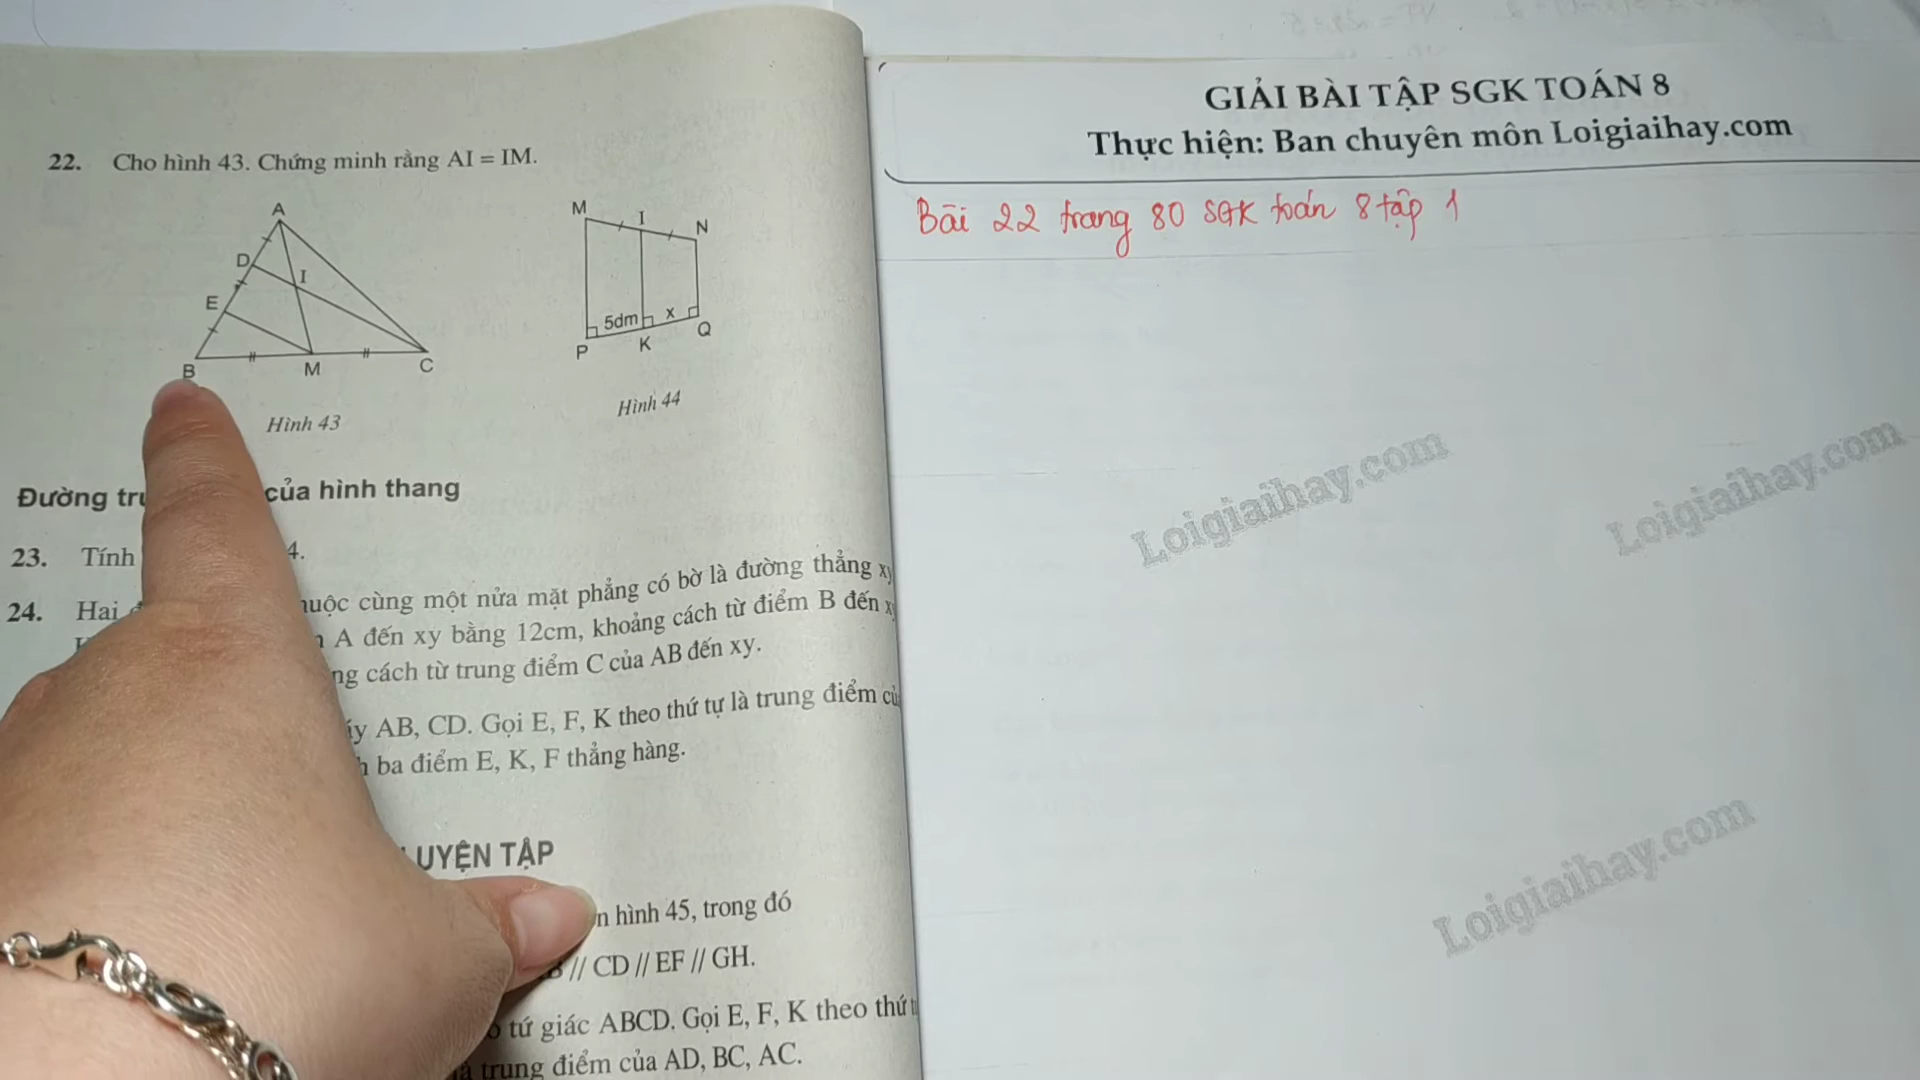 22. Cho hình 43. Chứng minh rằng AI = IM.
A
D
I
E
B
M
C
Hình 43
M
I
N
5dm
x
P
K
Q
Hình 44
Đường của hình thang
23. Tính 4.
24. Hai cùng một nửa mặt phẳng có bờ là đường thẳng
A đến xy bằng 12cm, khoảng cách từ điểm B đến
cách từ trung điểm C của AB đến xy.
AB, CD. Gọi E, F, K theo thứ tự là trung điểm
ba điểm E, K, F thẳng hàng.
UYỆN TẬP
hình 45, trong đó
// CD // EF // GH.
tứ giác ABCD. Gọi E, F, K theo thứ
trung điểm của AD, BC, AC.
GIẢI BÀI TẬP SGK TOÁN 8
Thực hiện: Ban chuyên môn Loigiaihay.com
Bài 22 trang 80 SGK toán 8 tập 1
Loigiaihay.com
Loigiaihay.com
Loigiaihay.com